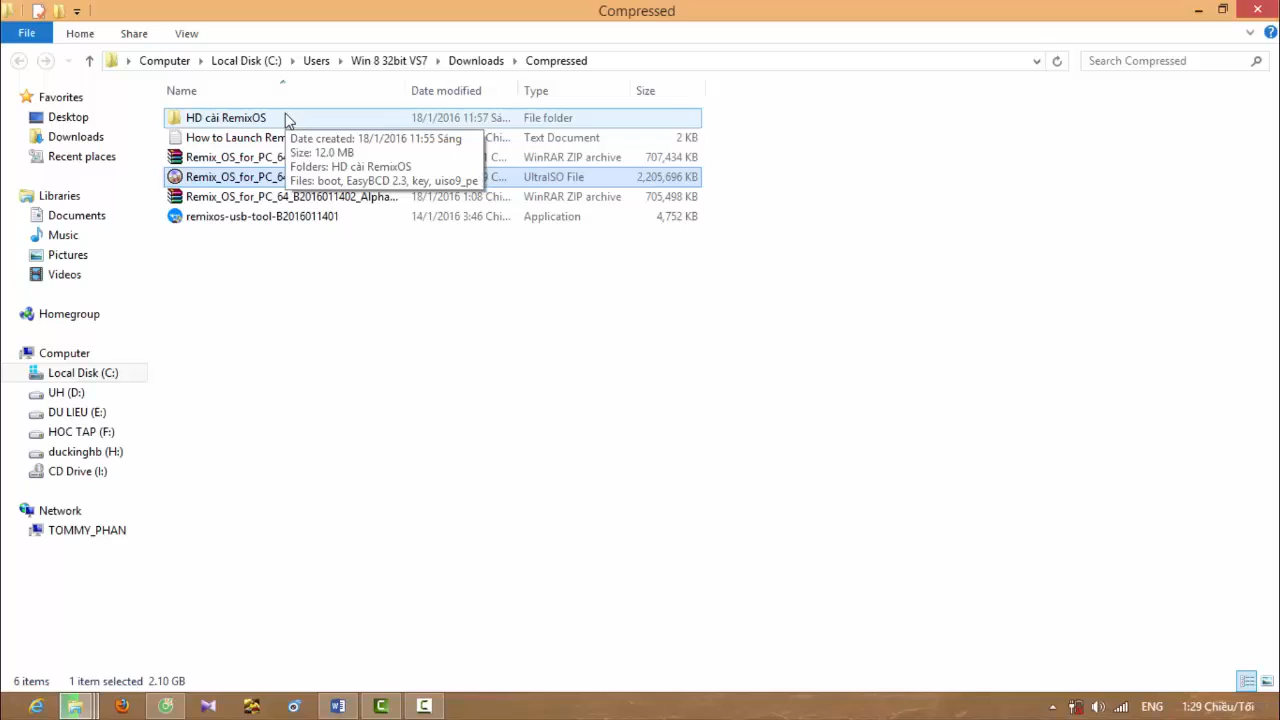 Compressed
File Home Share View
Computer Local Disk (C:) Users Win 8 32bit VS7 Downloads Compressed
Search Compressed
Name Date modified Type Size
Favorites
Desktop
Downloads
Recent places
Libraries
Documents
Music
Pictures
Videos
Homegroup
Computer
Local Disk (C:)
UH (D:)
DU LIEU (E:)
HOC TAP (F:)
duckinghb (H:)
CD Drive (I:)
Network
TOMMY_PHAN
HD cài RemixOS 18/1/2016 11:57 Sá... File folder
How to Launch Rem Chi... Text Document 2 KB
Remix_OS_for_PC_64 1 C... WinRAR ZIP archive 707,434 KB
Remix_OS_for_PC_64 9 C... UltraISO File 2,205,696 KB
Remix_OS_for_PC_64_B2016011402_Alpha... 18/1/2016 1:08 Chi... WinRAR ZIP archive 705,498 KB
remixos-usb-tool-B2016011401 14/1/2016 3:46 Chi... Application 4,752 KB
Date created: 18/1/2016 11:55 Sáng
Size: 12.0 MB
Folders: HD cài RemixOS
Files: boot, EasyBCD 2.3, key, uiso9_pe
6 items 1 item selected 2.10 GB
ENG 1:29 Chiều/Tối